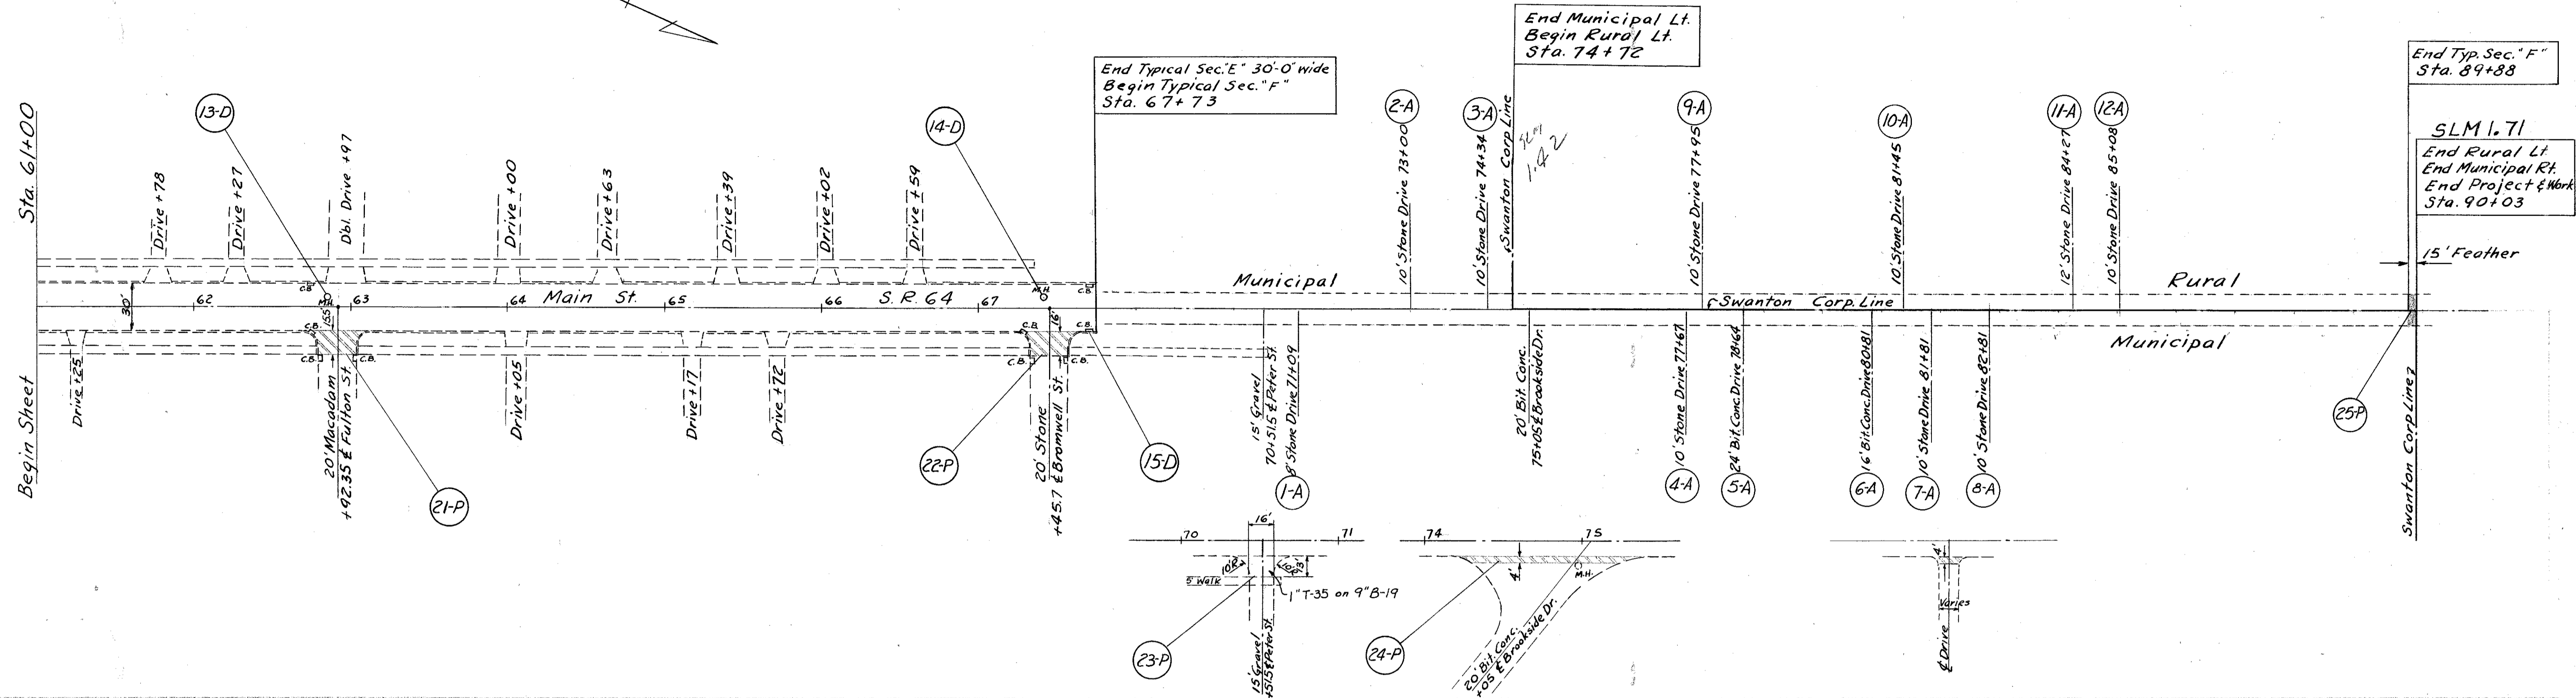 Sta. 61+00
Begin Sheet
13-D
Drive +78
Drive +27
Dbl. Drive +97
Drive +00
Drive +63
Drive +39
Drive +02
Drive +59
14-D
End Typical Sec. "E" 30'-0" wide
Begin Typical Sec. "F"
Sta. 67+73
2-A
10' Stone Drive 73+00
3-A
10' Stone Drive 74+34
Swanton Corp Line
End Municipal Lt.
Begin Rural Lt.
Sta. 74+72
SLM
9-A
10' Stone Drive 77+95
10-A
10' Stone Drive 81+45
11-A
12' Stone Drive 84+27
12-A
10' Stone Drive 85+08
End Typ. Sec. "F"
Sta. 89+88
SLM 1.71
End Rural Lt
End Municipal Rt.
End Project & Work
Sta. 90+03
15' Feather
30'
62
C.B.
M.H.
63
64
Main St.
65
66
S.R. 64
67
M.H.
C.B.
Municipal
Swanton Corp. Line
Rural
Municipal
C.B.
15.5'
C.B.
C.B.
C.B.
16'
C.B.
C.B.
C.B.
Drive +25
20' Macadam
+92.35 ℄ Fulton St.
21-P
Drive +05
Drive +17
Drive +72
22-P
20' Stone
+45.7 ℄ Bromwell St.
15-D
15' Gravel
70+51.5 ℄ Peter St.
8' Stone Drive 71+09
1-A
20' Bit. Conc.
75+05 ℄ Brookside Dr.
10' Stone Drive 77+67
4-A
24' Bit. Conc. Drive 78+64
5-A
16' Bit. Conc. Drive 80+81
6-A
10' Stone Drive 81+81
7-A
10' Stone Drive 82+81
8-A
25-P
Swanton Corp Line
16'
70
71
10'R
10'R
13'
5' Walk
1" T-35 on 9" B-19
23-P
15' Gravel
+51.5 ℄ Peter St.
74
75
4'
M.H.
24-P
20' Bit. Conc.
+05 ℄ Brookside Dr.
4'
Varies
℄ Drive